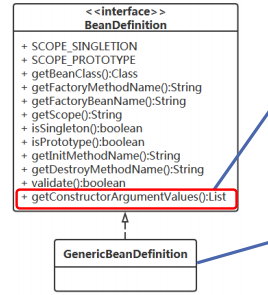 <<interface>>
BeanDefinition
+ SCOPE_SINGLETION
+ SCOPE_PROTOTYPE
+ getBeanClass():Class
+ getFactoryMethodName():String
+ getFactoryBeanName():String
+ getScope():String
+ isSingleton():boolean
+ isPrototype():boolean
+ getInitMethodName():String
+ getDestroyMethodName():String
+ validate():boolean
+ getConstructorArgumentValues():List
GenericBeanDefinition